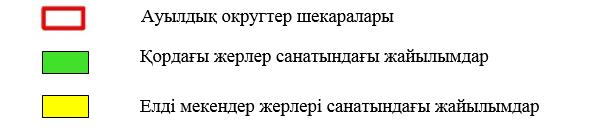 Ауылдық округтер шекаралары
Қордағы жерлер санатындағы жайылымдар
Елді мекендер жерлері санатындағы жайылымдар